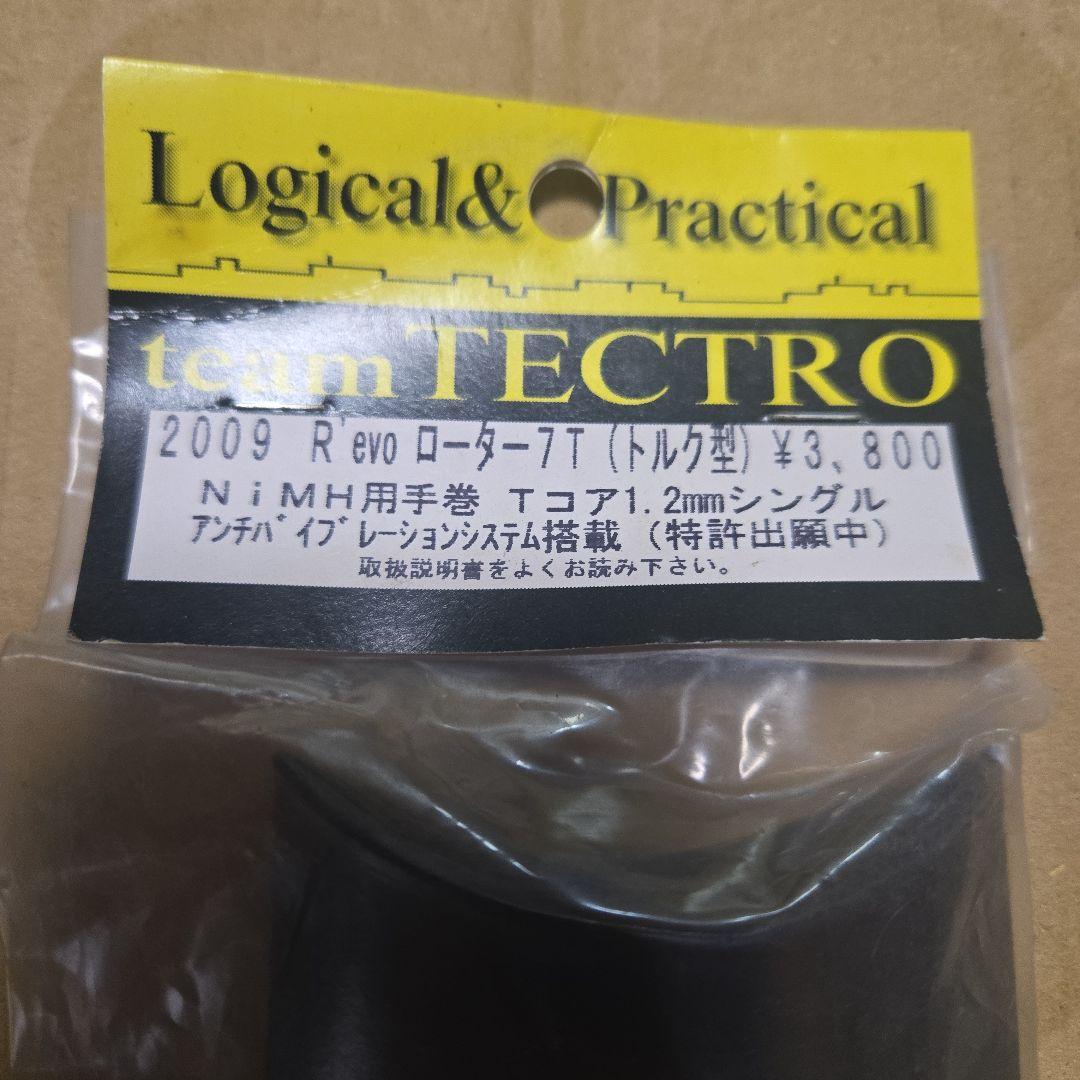 Logical& Practical
team TECTRO
2009 R'evo ローター7T (トルク型) ¥3,800
NiMH用手巻 Tコア1.2mmシングル
アンチバイブレーションシステム搭載 (特許出願中)
取扱説明書をよくお読み下さい。